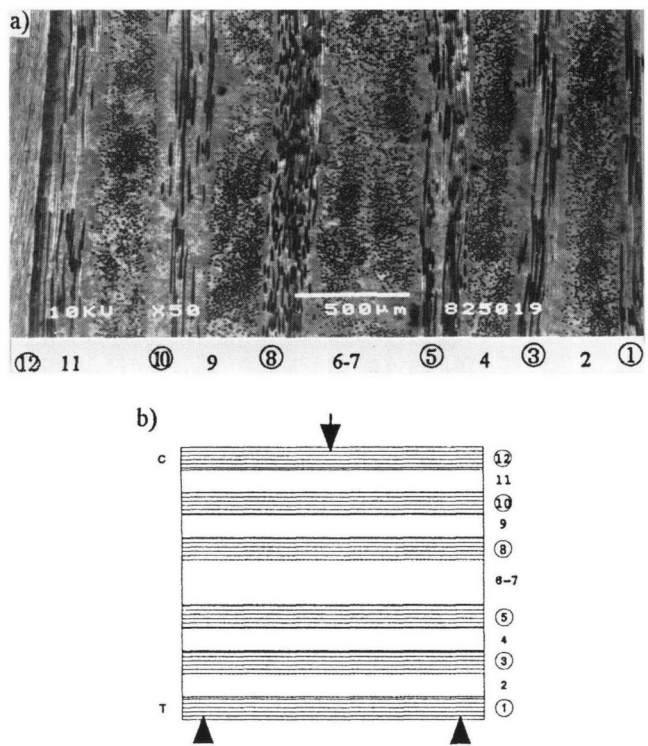 a)
10KV X50 500µm 825019
⑫ 11 ⑩ 9 ⑧ 6-7 ⑤ 4 ③ 2 ①
b)
C ⑫
11
⑩
9
⑧
6-7
⑤
4
③
2
T ①